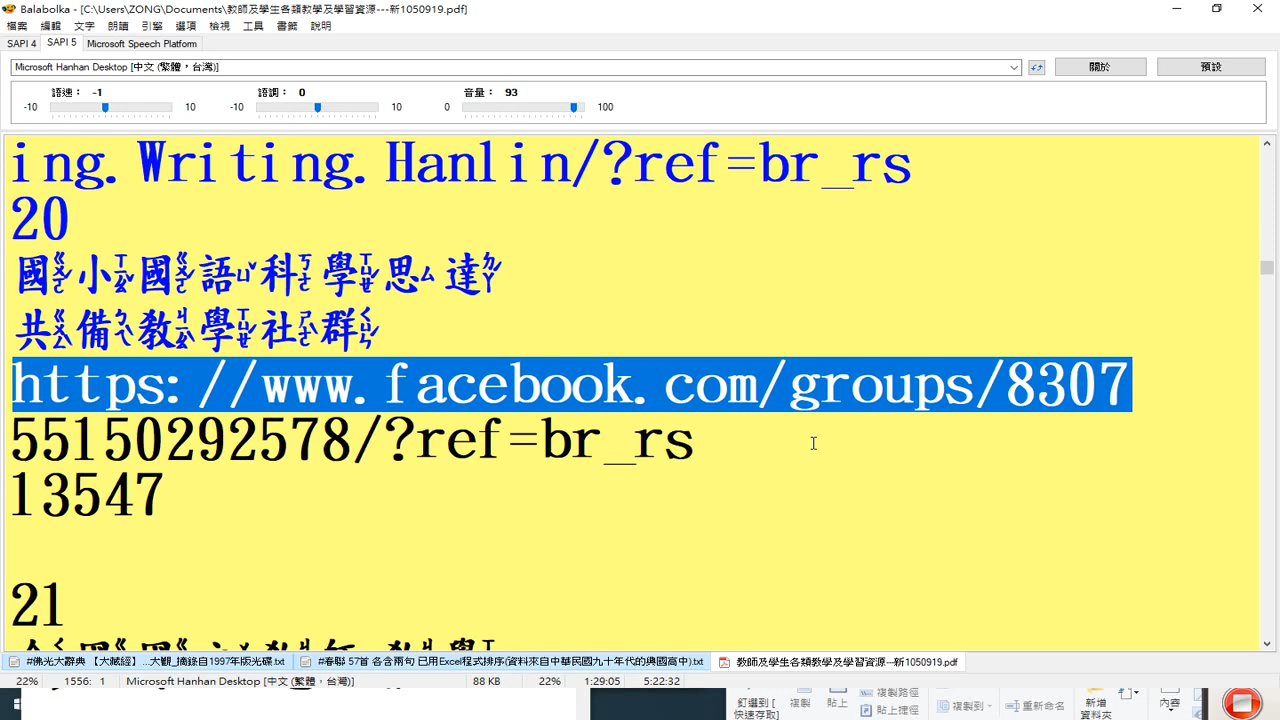 Balabolka - [C:\Users\ZONG\Documents\教師及學生各類教學及學習資源---新1050919.pdf]
檔案 編輯 文字 朗讀 引擎 選項 檢視 工具 書籤 說明
SAPI 4 SAPI 5 Microsoft Speech Platform
Microsoft Hanhan Desktop [中文 (繁體，台灣)] 關於 預設
語速： -1 語調： 0 音量： 93
-10 10 -10 10 0 100
ing.Writing.Hanlin/?ref=br_rs
20
國小國語科學思達
共備教學社群
https://www.facebook.com/groups/8307
55150292578/?ref=br_rs
13547
21
#佛光大辭典 【大藏經】...大觀_摘錄自1997年版光碟.txt #春聯 57首 各含兩句 已用Excel程式排序(資料來自中華民國九十年代的興國高中).txt 教師及學生各類教學及學習資源---新1050919.pdf
22% 1556: 1 Microsoft Hanhan Desktop [中文 (繁體，台灣)] 88 KB 22% 1:29:05 5:22:32
複製路徑
釘選到 [ 複製 貼上 貼上捷徑 複製到 重新命名 新增 內容
快速存取] 資料夾